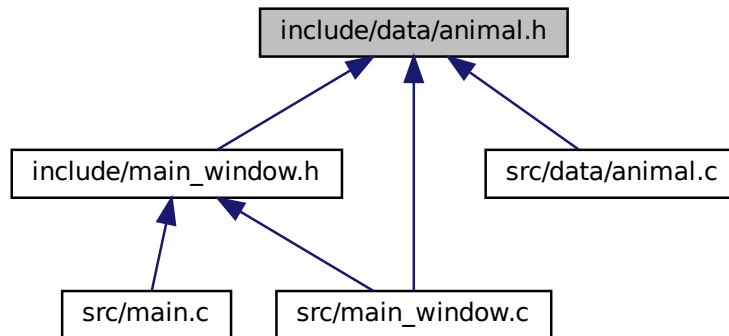 include/data/animal.h
include/main_window.h
src/data/animal.c
src/main.c
src/main_window.c